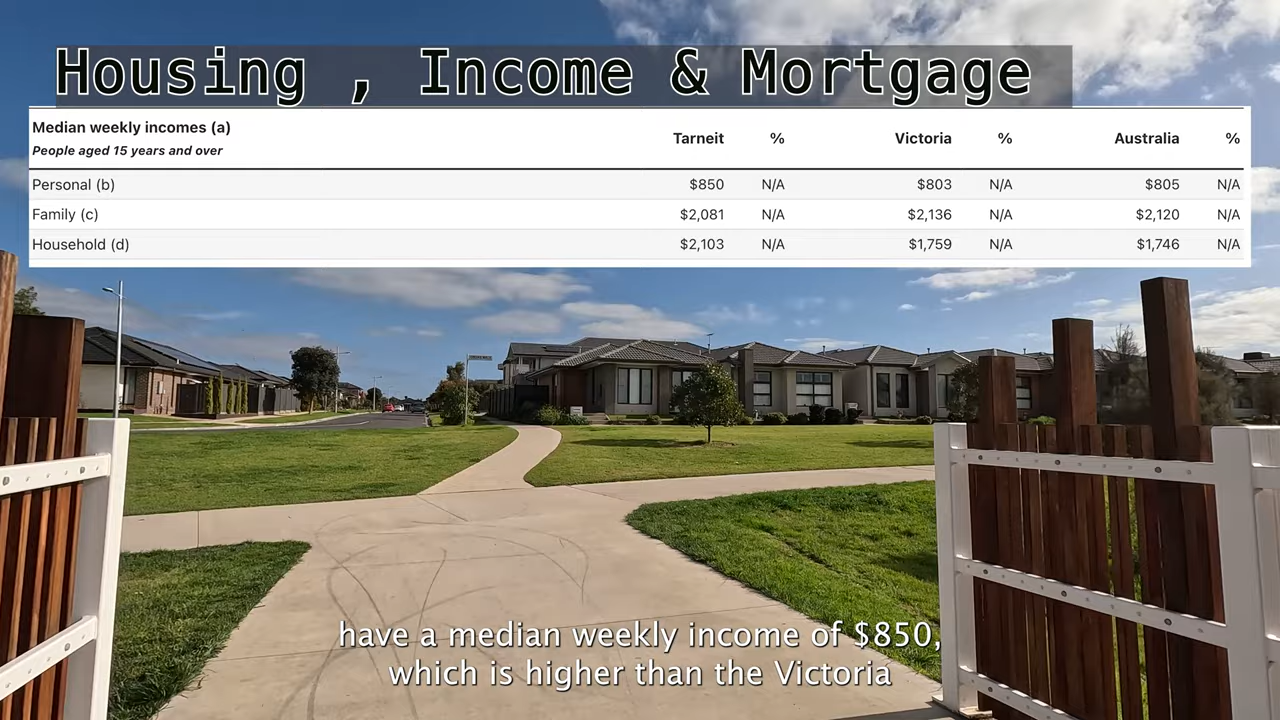 Housing , Income & Mortgage
Median weekly incomes (a)
People aged 15 years and over
Tarneit % Victoria % Australia %
Personal (b) $850 N/A $803 N/A $805 N/A
Family (c) $2,081 N/A $2,136 N/A $2,120 N/A
Household (d) $2,103 N/A $1,759 N/A $1,746 N/A
have a median weekly income of $850,
which is higher than the Victoria